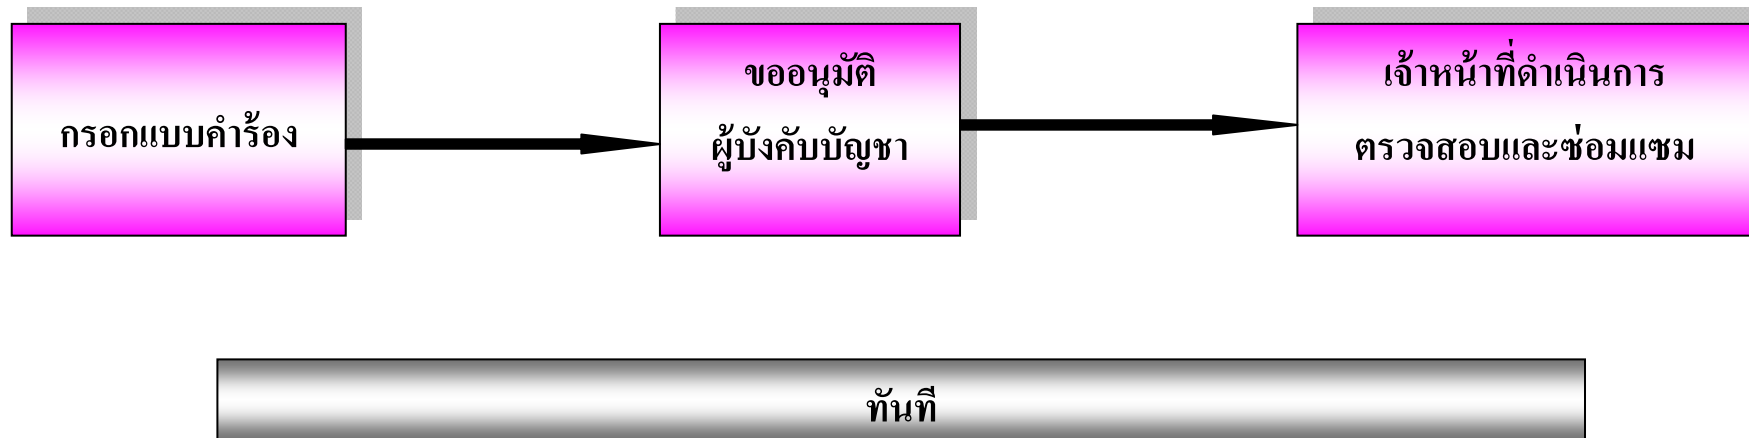 กรอกแบบคำร้อง
ขออนุมัติ
ผู้บังคับบัญชา
เจ้าหน้าที่ดำเนินการ
ตรวจสอบและซ่อมแซม
ทันที